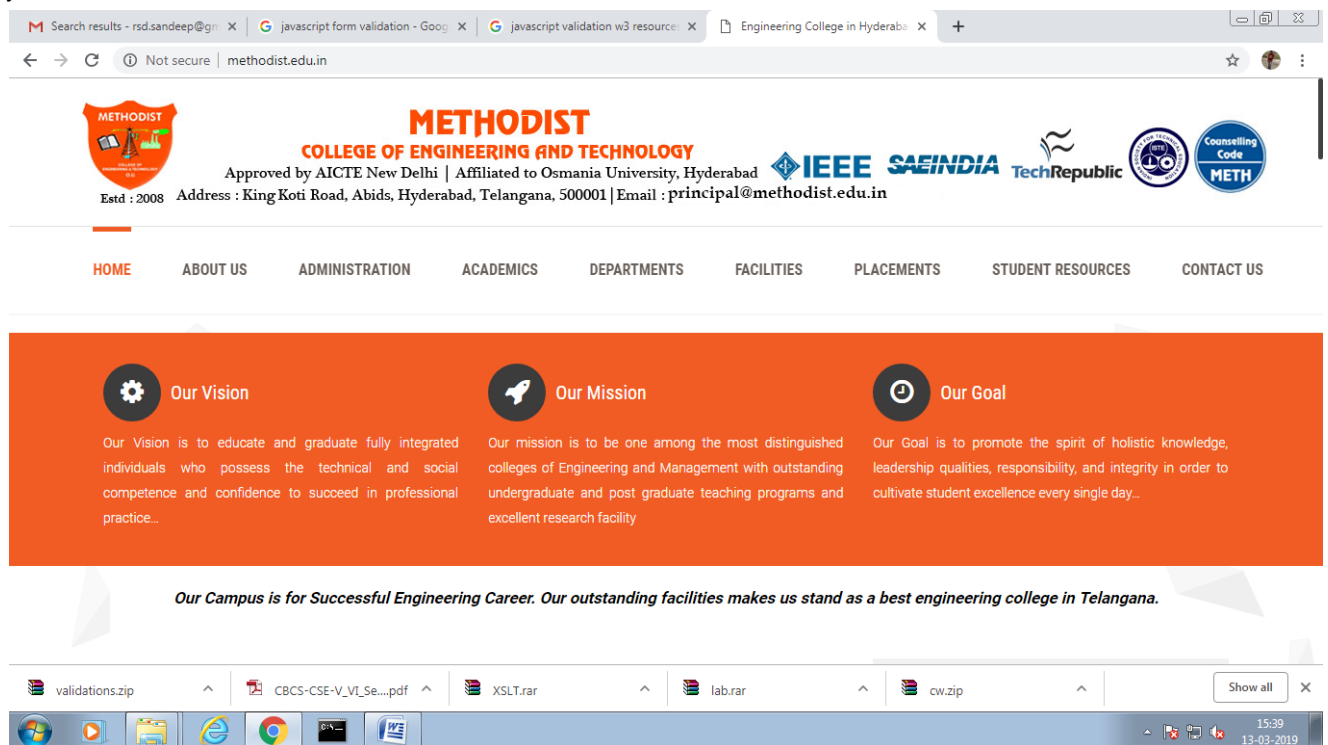 Search results - rsd.sandeep@gm
javascript form validation - Goog
javascript validation w3 resource
Engineering College in Hyderaba
Not secure | methodist.edu.in
METHODIST
Estd : 2008
METHODIST
COLLEGE OF ENGINEERING AND TECHNOLOGY
Approved by AICTE New Delhi | Affiliated to Osmania University, Hyderabad
Address : King Koti Road, Abids, Hyderabad, Telangana, 500001 | Email : principal@methodist.edu.in
IEEE
SAEINDIA
TechRepublic
ISTE
Counselling
Code
METH
HOME ABOUT US ADMINISTRATION ACADEMICS DEPARTMENTS FACILITIES PLACEMENTS STUDENT RESOURCES CONTACT US
Our Vision
Our Vision is to educate and graduate fully integrated
individuals who possess the technical and social
competence and confidence to succeed in professional
practice...
Our Mission
Our mission is to be one among the most distinguished
colleges of Engineering and Management with outstanding
undergraduate and post graduate teaching programs and
excellent research facility
Our Goal
Our Goal is to promote the spirit of holistic knowledge,
leadership qualities, responsibility, and integrity in order to
cultivate student excellence every single day...
Our Campus is for Successful Engineering Career. Our outstanding facilities makes us stand as a best engineering college in Telangana.
validations.zip
CBCS-CSE-V_VI_Se....pdf
XSLT.rar
lab.rar
cw.zip
Show all
15:39
13-03-2019